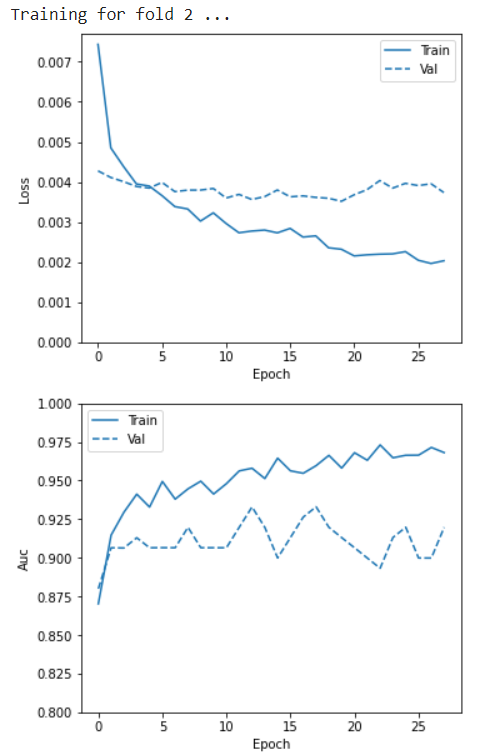 Training for fold 2 ...
Train
Val
0.007
0.006
0.005
0.004
0.003
0.002
0.001
0.000
Loss
0 5 10 15 20 25
Epoch
Train
Val
1.000
0.975
0.950
0.925
0.900
0.875
0.850
0.825
0.800
Auc
0 5 10 15 20 25
Epoch